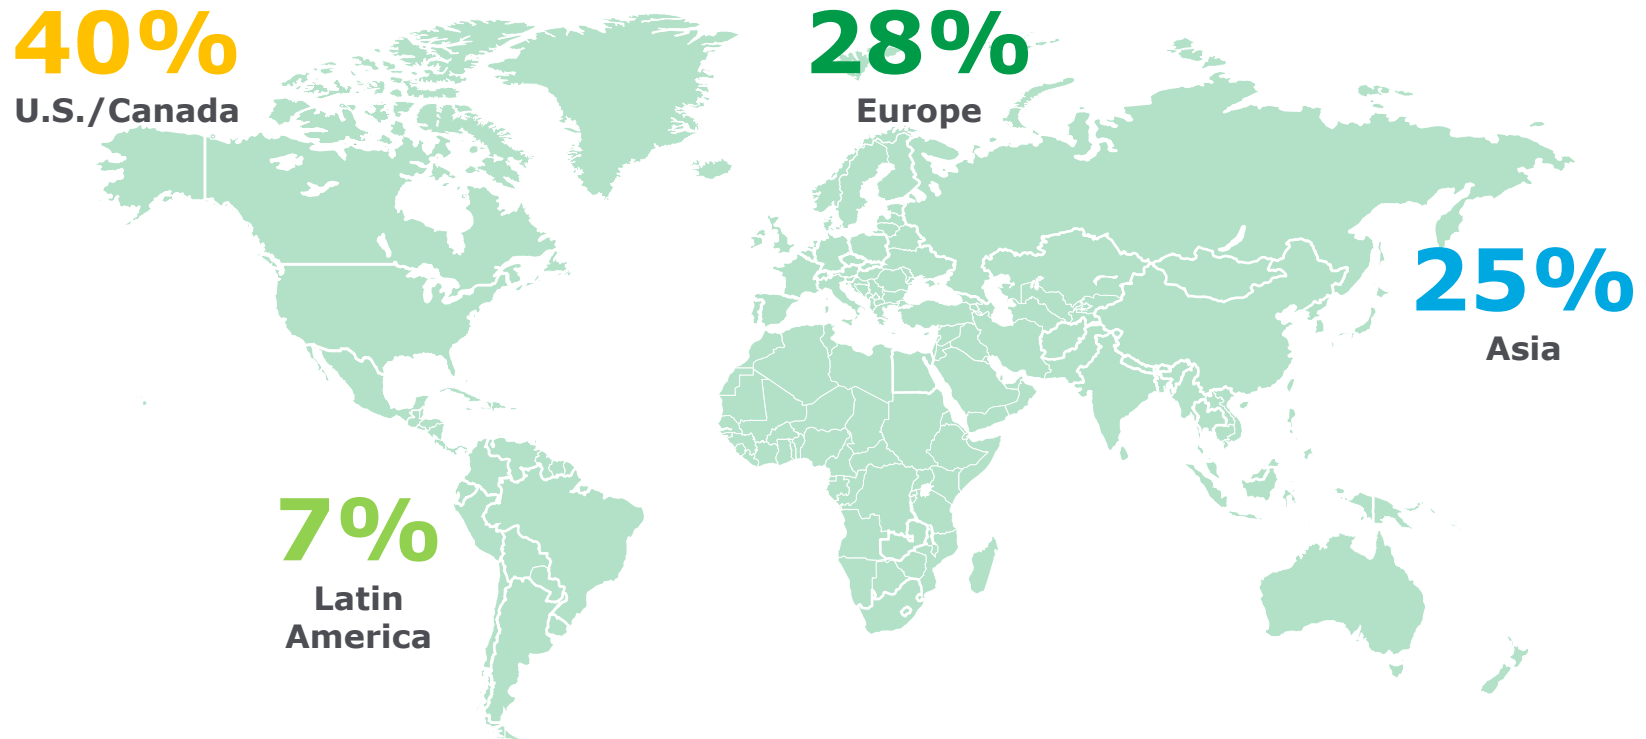 40%
U.S./Canada
28%
Europe
25%
Asia
7%
Latin
America